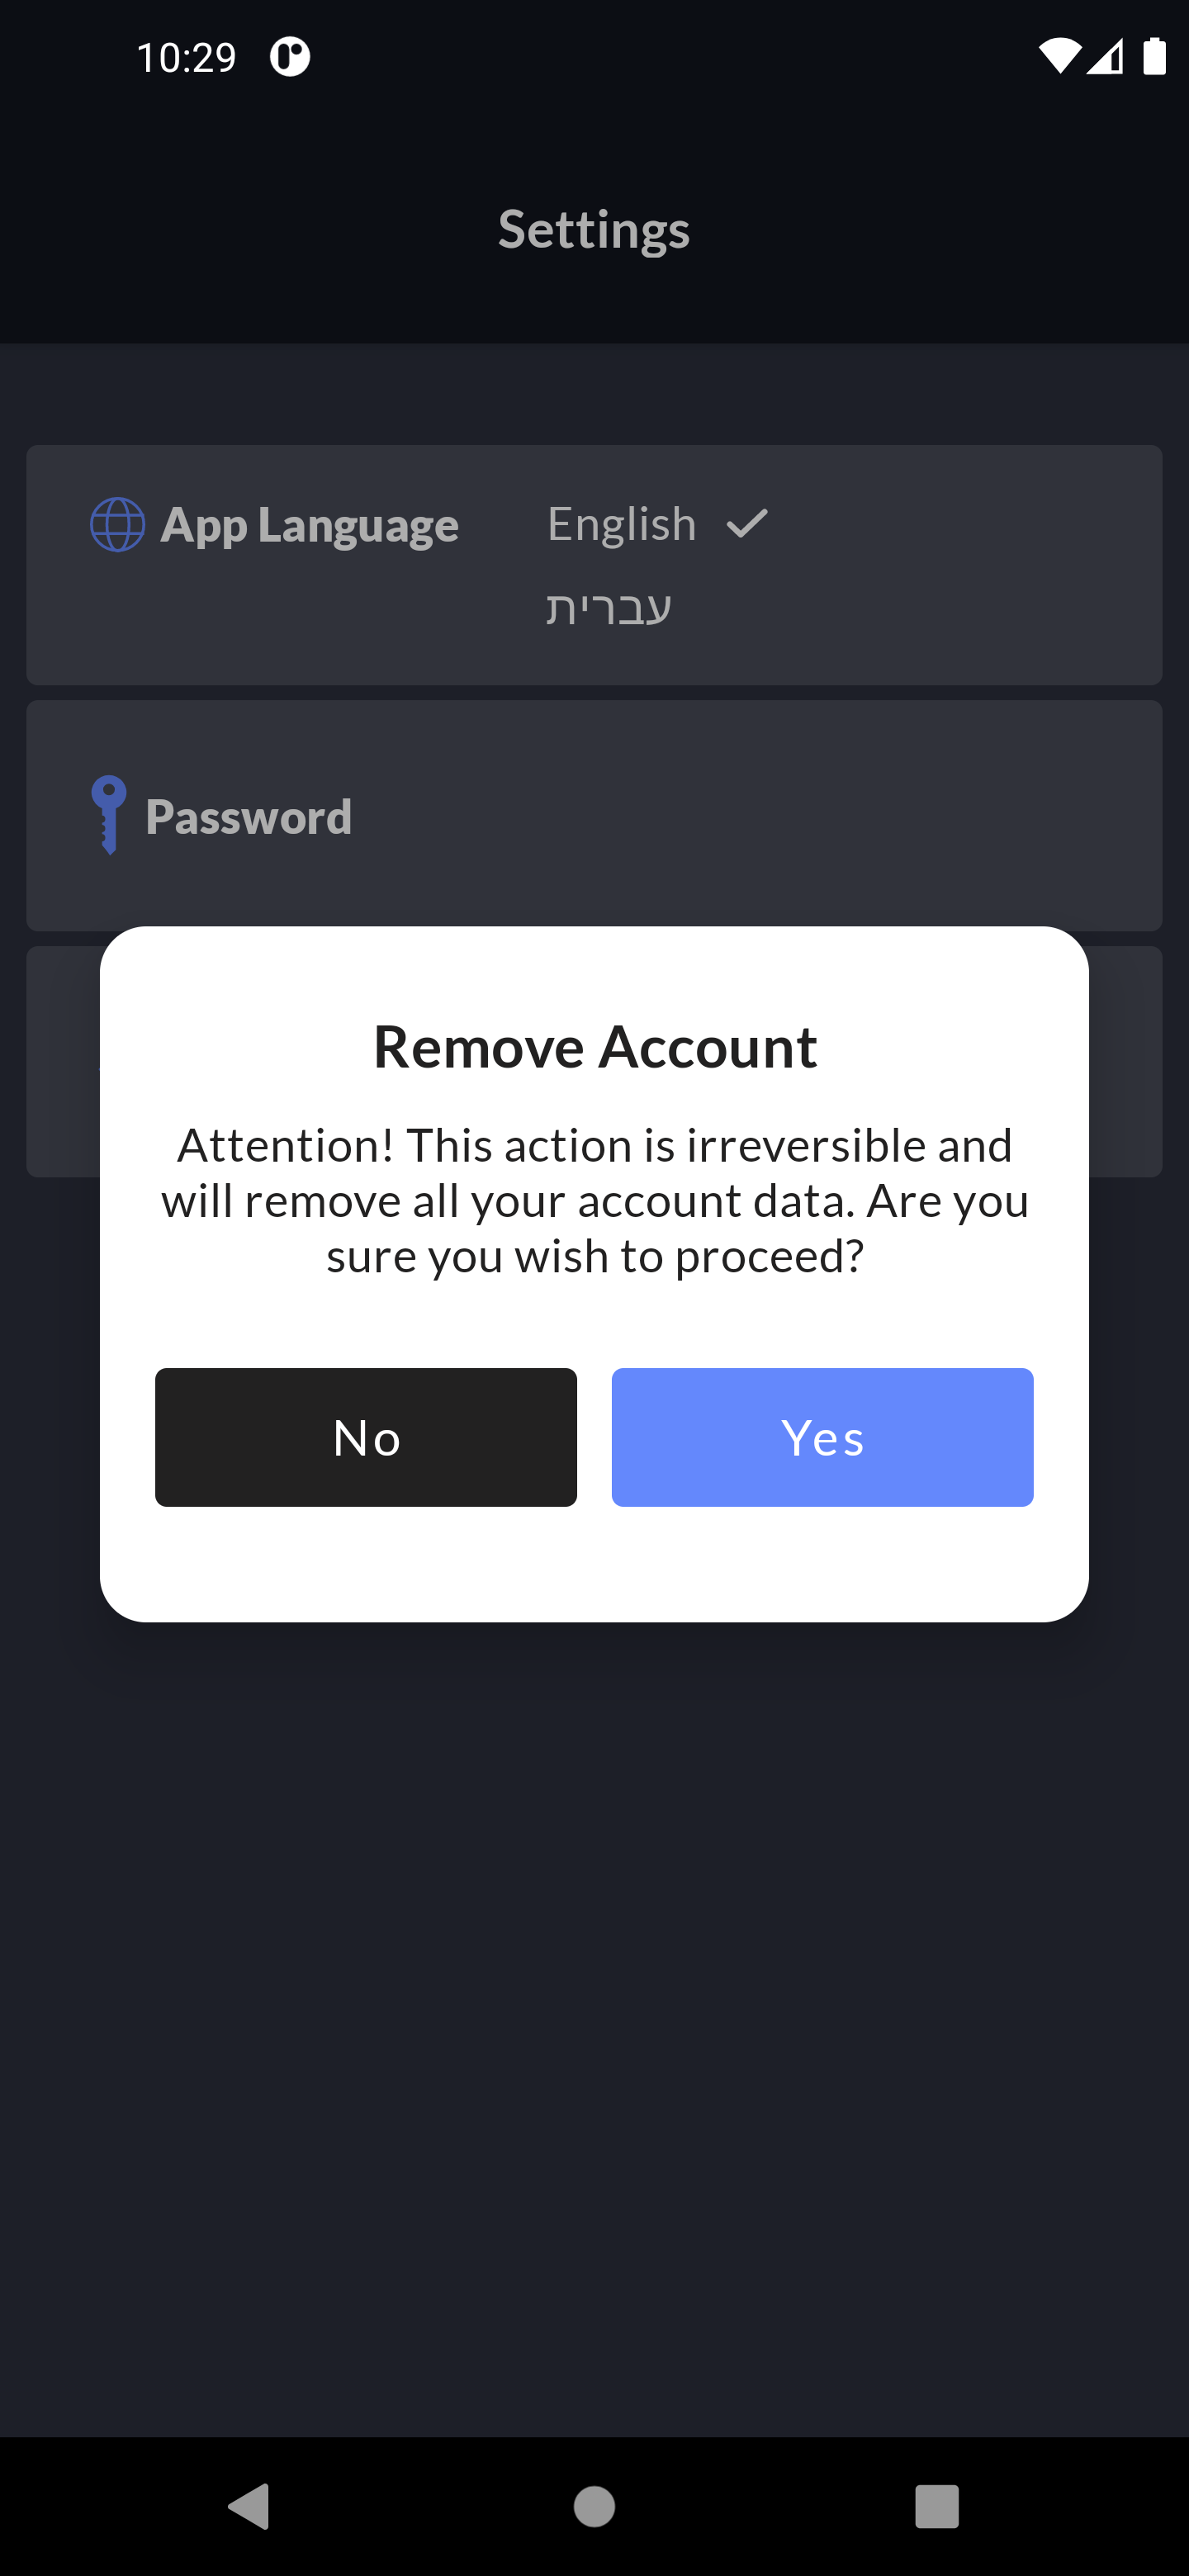 10:29
Settings
App Language
English
עברית
Password
Remove Account
Attention! This action is irreversible and
will remove all your account data. Are you
sure you wish to proceed?
No
Yes